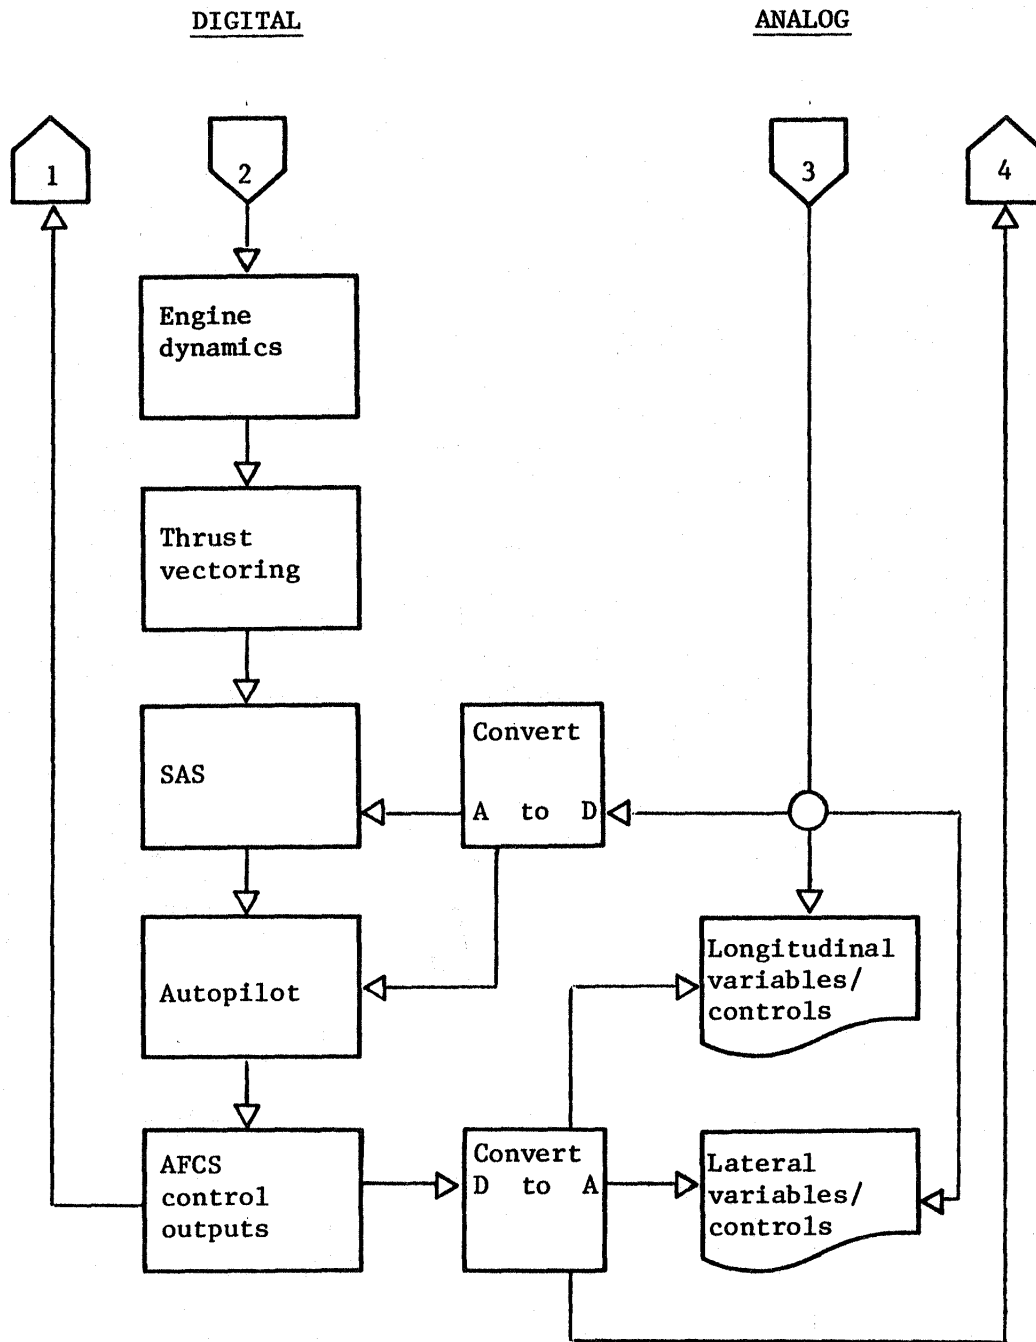 DIGITAL
ANALOG
1
2
3
4
Engine
dynamics
Thrust
vectoring
SAS
Convert
A to D
Autopilot
Longitudinal
variables/
controls
AFCS
control
outputs
Convert
D to A
Lateral
variables/
controls